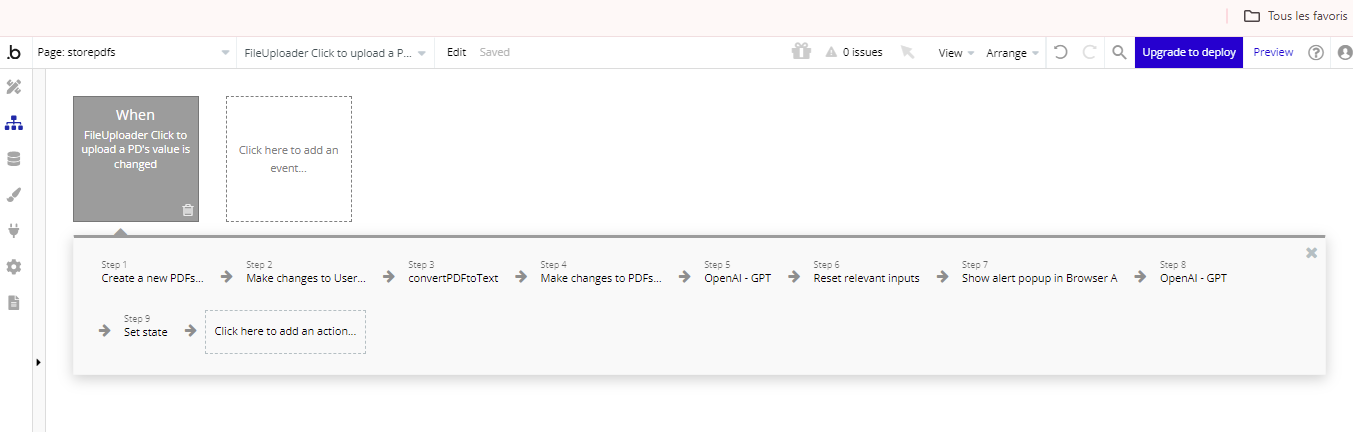 Tous les favoris
.b Page: storepdfs FileUploader Click to upload a P... Edit Saved 0 issues View Arrange Upgrade to deploy Preview
When
FileUploader Click to
upload a PD's value is
changed
Click here to add an
event...
Step 1
Create a new PDFs...
Step 2
Make changes to User...
Step 3
convertPDFtoText
Step 4
Make changes to PDFs...
Step 5
OpenAI - GPT
Step 6
Reset relevant inputs
Step 7
Show alert popup in Browser A
Step 8
OpenAI - GPT
Step 9
Set state
Click here to add an action...